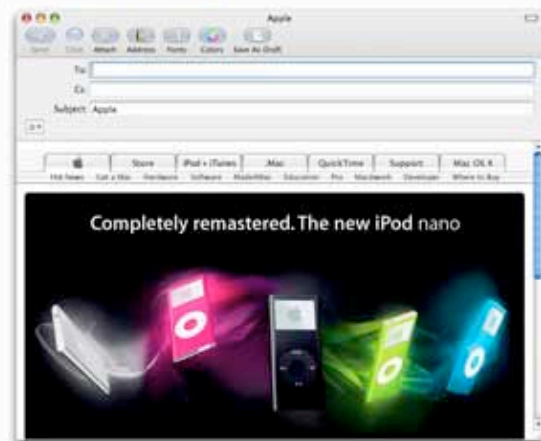 Apple
Send Chat Attach Address Fonts Colors Save As Draft
To:
Cc:
Subject: Apple
Store iPod + iTunes .Mac QuickTime Support Mac OS X
Hot News Get a Mac Hardware Software Made4Mac Education Pro Mac@work Developer Where to Buy
Completely remastered. The new iPod nano